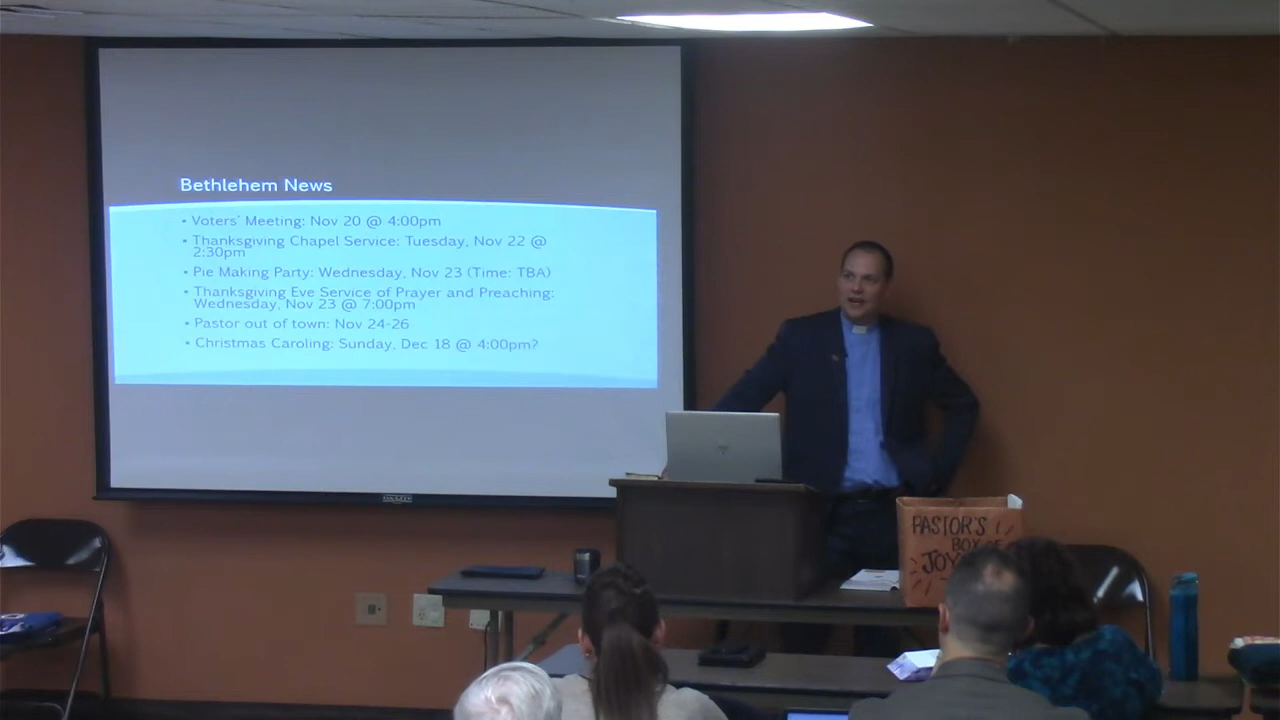 Bethlehem News
• Voters' Meeting: Nov 20 @ 4:00pm
• Thanksgiving Chapel Service: Tuesday, Nov 22 @
2:30pm
• Pie Making Party: Wednesday, Nov 23 (Time: TBA)
• Thanksgiving Eve Service of Prayer and Preaching:
Wednesday, Nov 23 @ 7:00pm
• Pastor out of town: Nov 24-26
• Christmas Caroling: Sunday, Dec 18 @ 4:00pm?
PASTOR'S
BOX OF
JOY